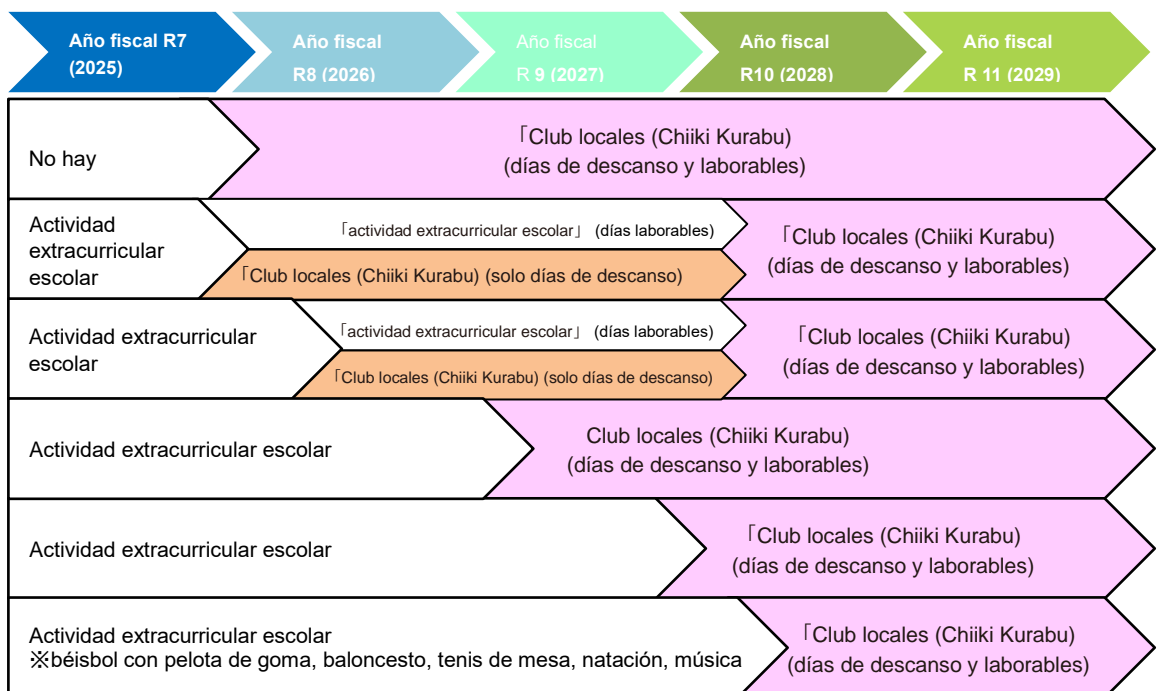 Año fiscal R7
(2025)
Año fiscal
R8 (2026)
Año fiscal
R 9 (2027)
Año fiscal
R10 (2028)
Año fiscal
R 11 (2029)
No hay
「Club locales (Chiiki Kurabu)
(días de descanso y laborables)
Actividad
extracurricular
escolar
「actividad extracurricular escolar」 (días laborables)
「Club locales (Chiiki Kurabu) (solo días de descanso)
「Club locales (Chiiki Kurabu)
(días de descanso y laborables)
Actividad extracurricular
escolar
「actividad extracurricular escolar」 (días laborables)
「Club locales (Chiiki Kurabu) (solo días de descanso)
「Club locales (Chiiki Kurabu)
(días de descanso y laborables)
Actividad extracurricular escolar
Club locales (Chiiki Kurabu)
(días de descanso y laborables)
Actividad extracurricular escolar
「Club locales (Chiiki Kurabu)
(días de descanso y laborables)
Actividad extracurricular escolar
※béisbol con pelota de goma, baloncesto, tenis de mesa, natación, música
「Club locales (Chiiki Kurabu)
(días de descanso y laborables)